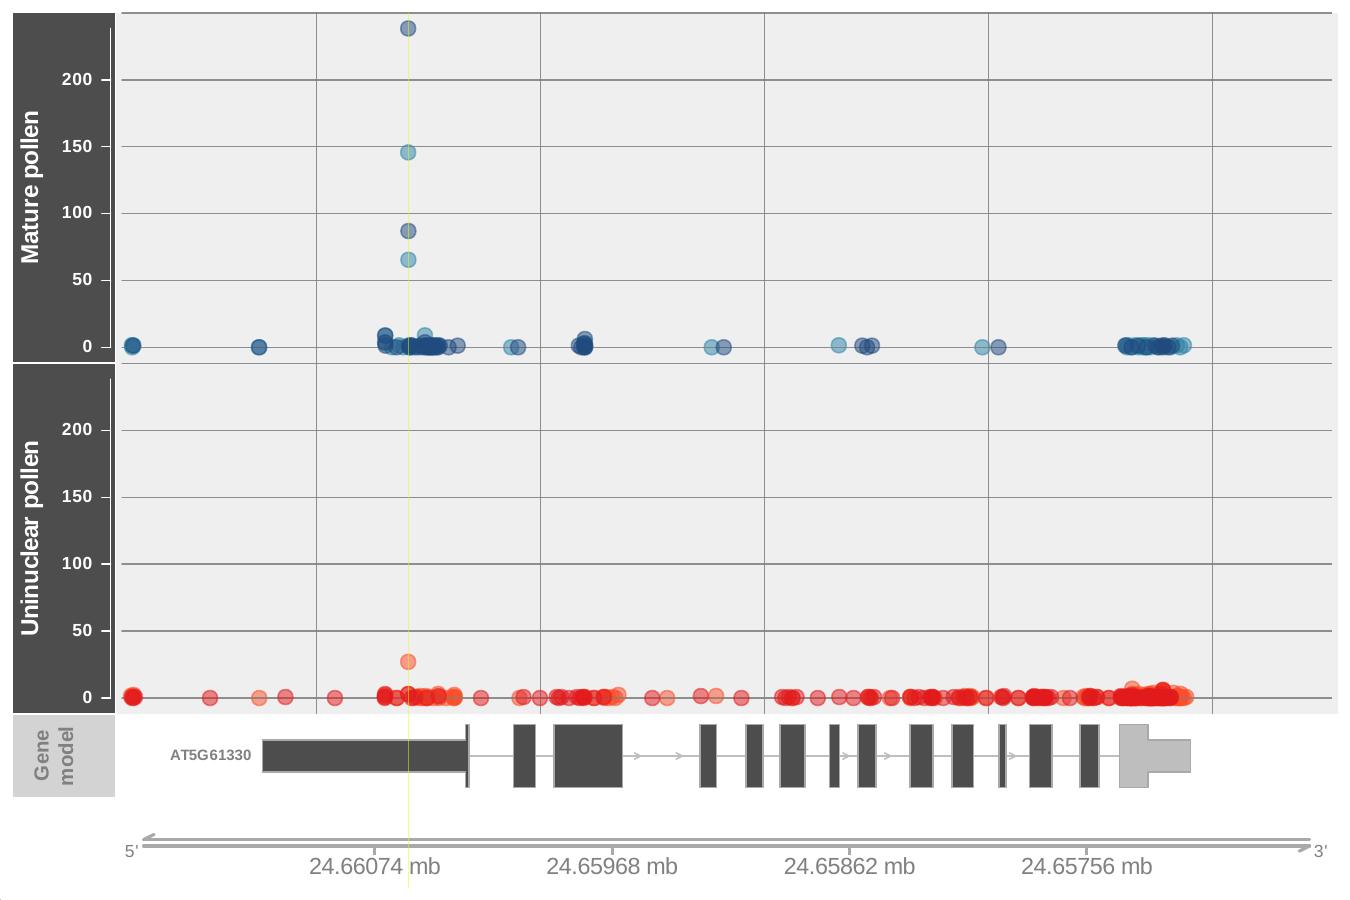 Mature pollen
200
150
100
50
0
Uninuclear pollen
200
150
100
50
0
Gene
model
AT5G61330
5'
3'
24.66074 mb
24.65968 mb
24.65862 mb
24.65756 mb